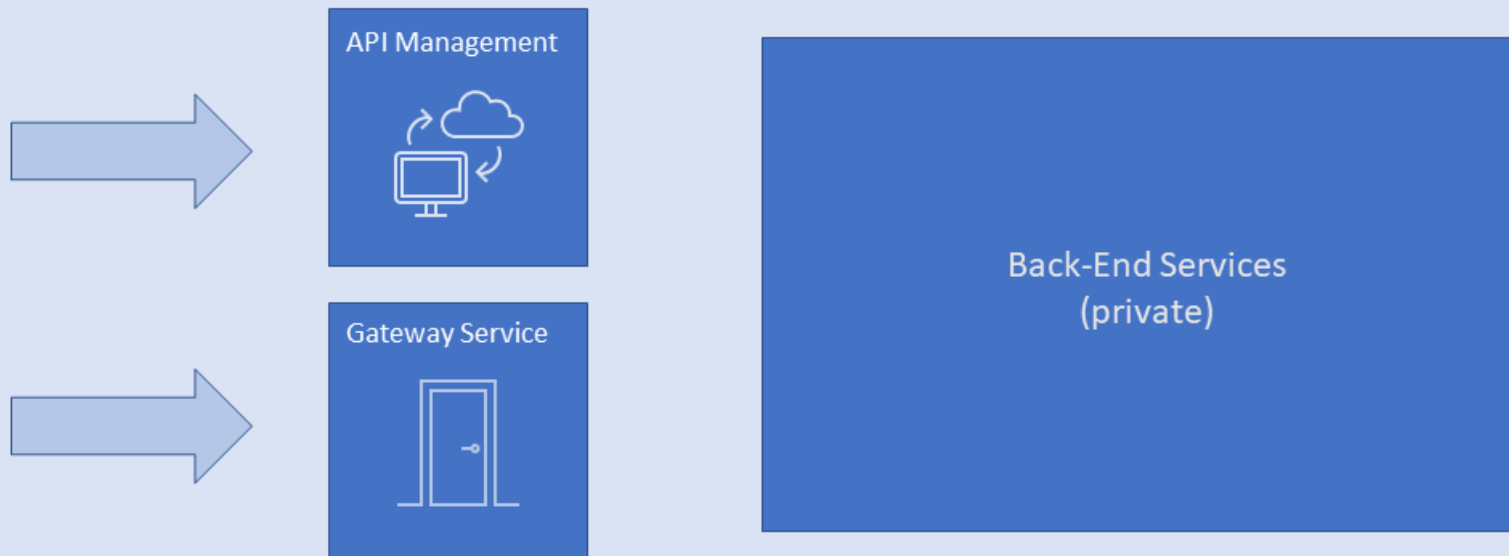 API Management
Gateway Service
Back-End Services
(private)